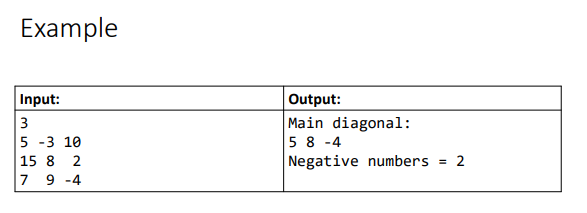 Example
Input:
Output:
3
5 -3 10
15 8  2
7  9 -4
Main diagonal:
5 8 -4
Negative numbers = 2